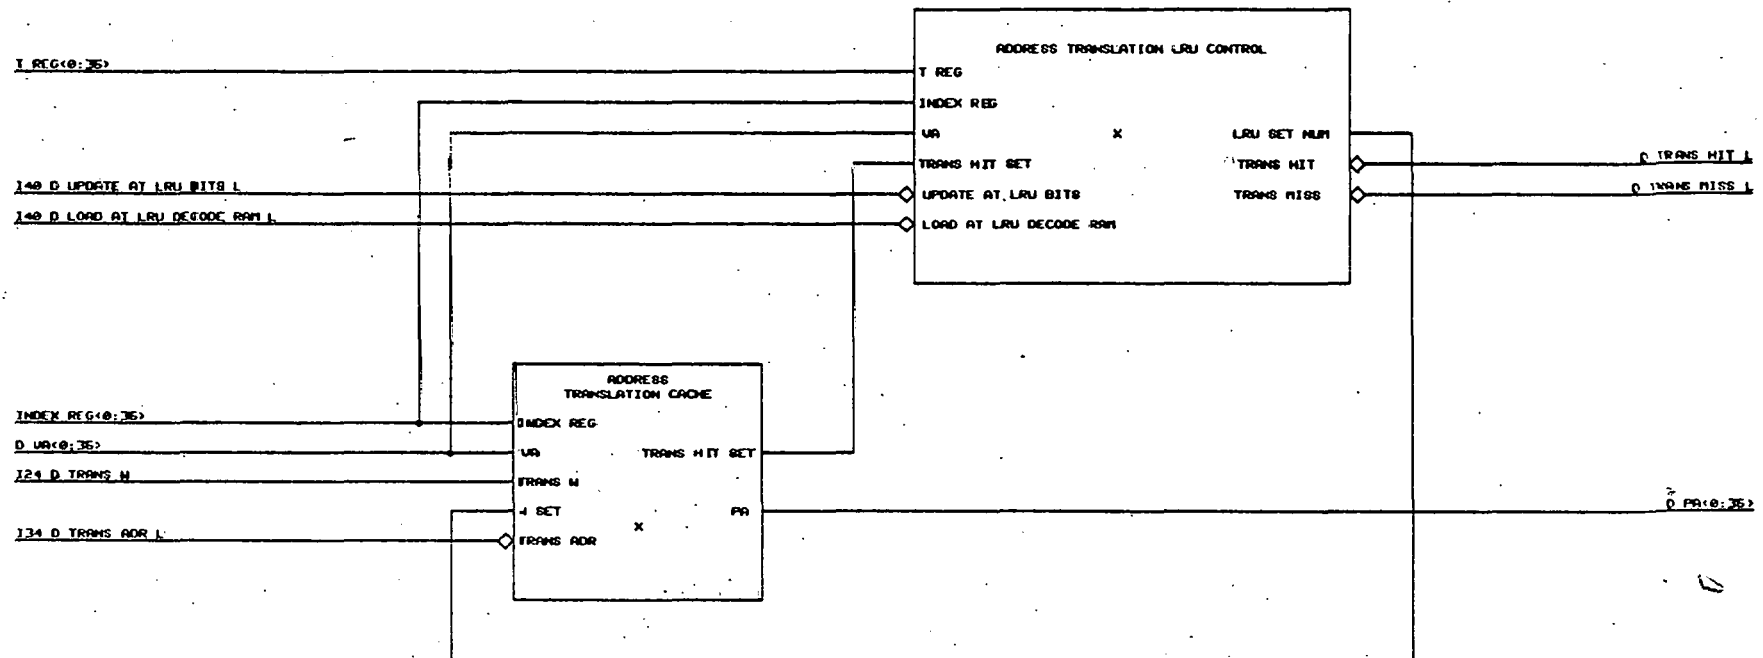 ADDRESS TRANSLATION LRU CONTROL
T REG<0:35>
T REG
INDEX REG
VA
X
LRU SET NUM
TRANS HIT SET
TRANS HIT
D TRANS HIT L
I40 D UPDATE AT LRU BITS L
UPDATE AT LRU BITS
TRANS MISS
D TRANS MISS L
I40 D LOAD AT LRU DECODE RAM L
LOAD AT LRU DECODE RAM
ADDRESS
TRANSLATION CACHE
INDEX REG<0:35>
INDEX REG
D VA<0:35>
VA
TRANS HIT SET
I24 D TRANS W
TRANS W
W SET
PA
D PA<0:35>
X
I34 D TRANS ADR L
TRANS ADR